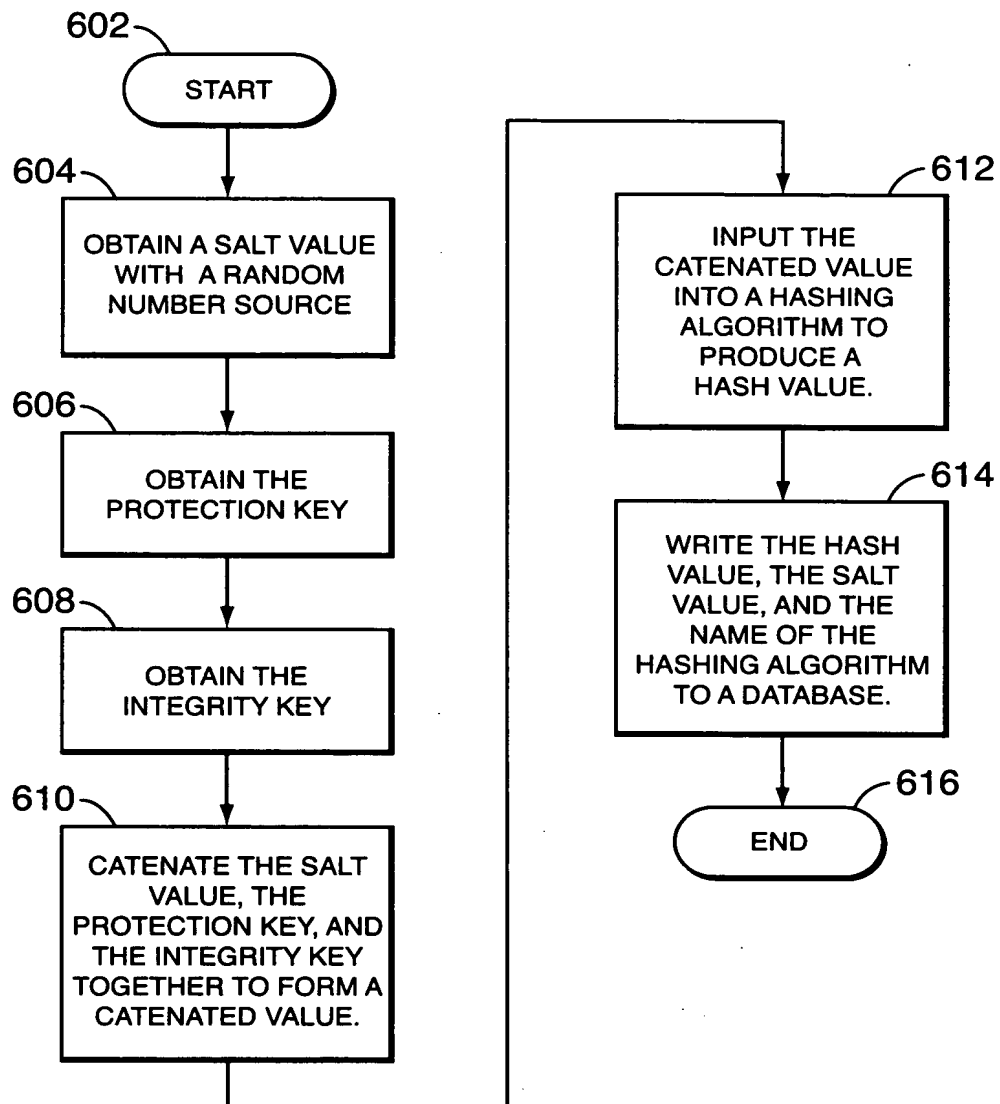 602
START
604
OBTAIN A SALT VALUE
WITH A RANDOM
NUMBER SOURCE
606
OBTAIN THE
PROTECTION KEY
608
OBTAIN THE
INTEGRITY KEY
610
CATENATE THE SALT
VALUE, THE
PROTECTION KEY, AND
THE INTEGRITY KEY
TOGETHER TO FORM A
CATENATED VALUE.
612
INPUT THE
CATENATED VALUE
INTO A HASHING
ALGORITHM TO
PRODUCE A
HASH VALUE.
614
WRITE THE HASH
VALUE, THE SALT
VALUE, AND THE
NAME OF THE
HASHING ALGORITHM
TO A DATABASE.
616
END